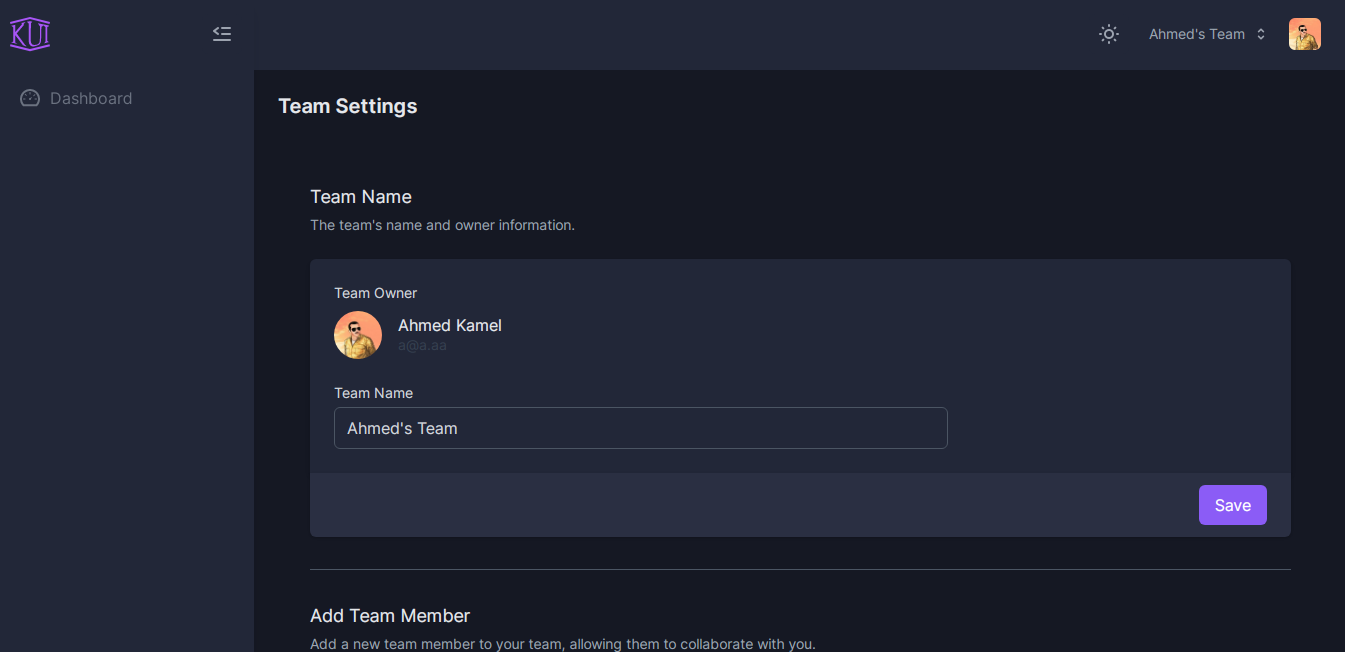 KUI
Ahmed's Team
Dashboard
Team Settings
Team Name
The team's name and owner information.
Team Owner
Ahmed Kamel
a@a.aa
Team Name
Ahmed's Team
Save
Add Team Member
Add a new team member to your team, allowing them to collaborate with you.